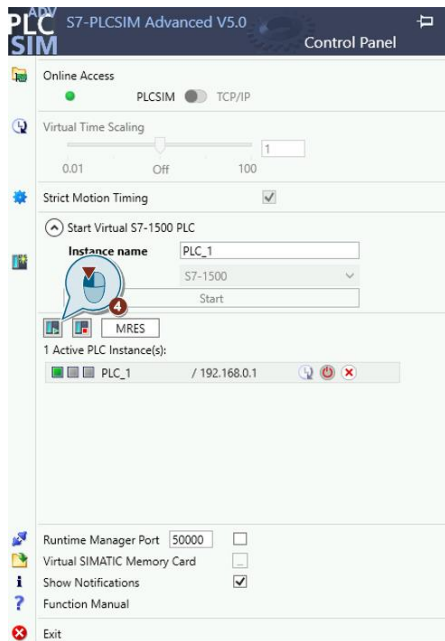 PLC ADV
SIM
S7-PLCSIM Advanced V5.0
Control Panel
Online Access
PLCSIM TCP/IP
Virtual Time Scaling
1
0.01 Off 100
Strict Motion Timing
Start Virtual S7-1500 PLC
Instance name PLC_1
S7-1500
Start
4
MRES
1 Active PLC Instance(s):
PLC_1 / 192.168.0.1
Runtime Manager Port 50000
Virtual SIMATIC Memory Card ...
i Show Notifications
? Function Manual
Exit